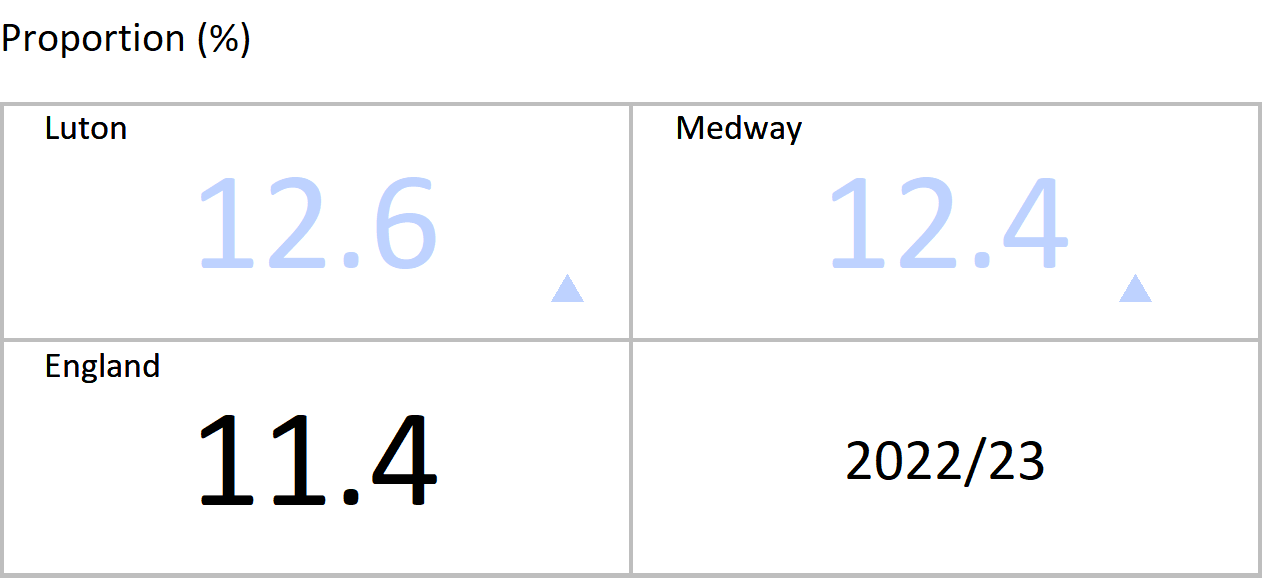 Proportion (%)
Luton
12.6
Medway
12.4
England
11.4
2022/23